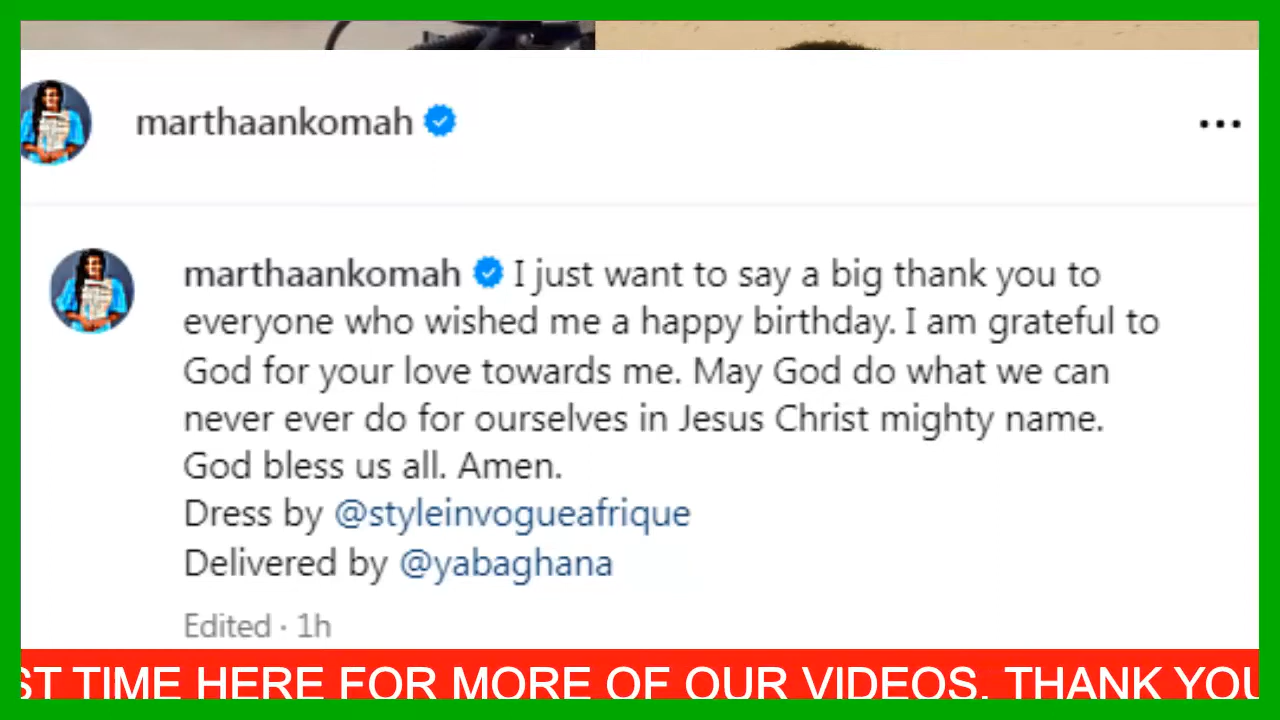 marthaankomah
marthaankomah I just want to say a big thank you to
everyone who wished me a happy birthday. I am grateful to
God for your love towards me. May God do what we can
never ever do for ourselves in Jesus Christ mighty name.
God bless us all. Amen.
Dress by @styleinvogueafrique
Delivered by @yabaghana
Edited · 1h
TIME HERE FOR MORE OF OUR VIDEOS. THANK YOU